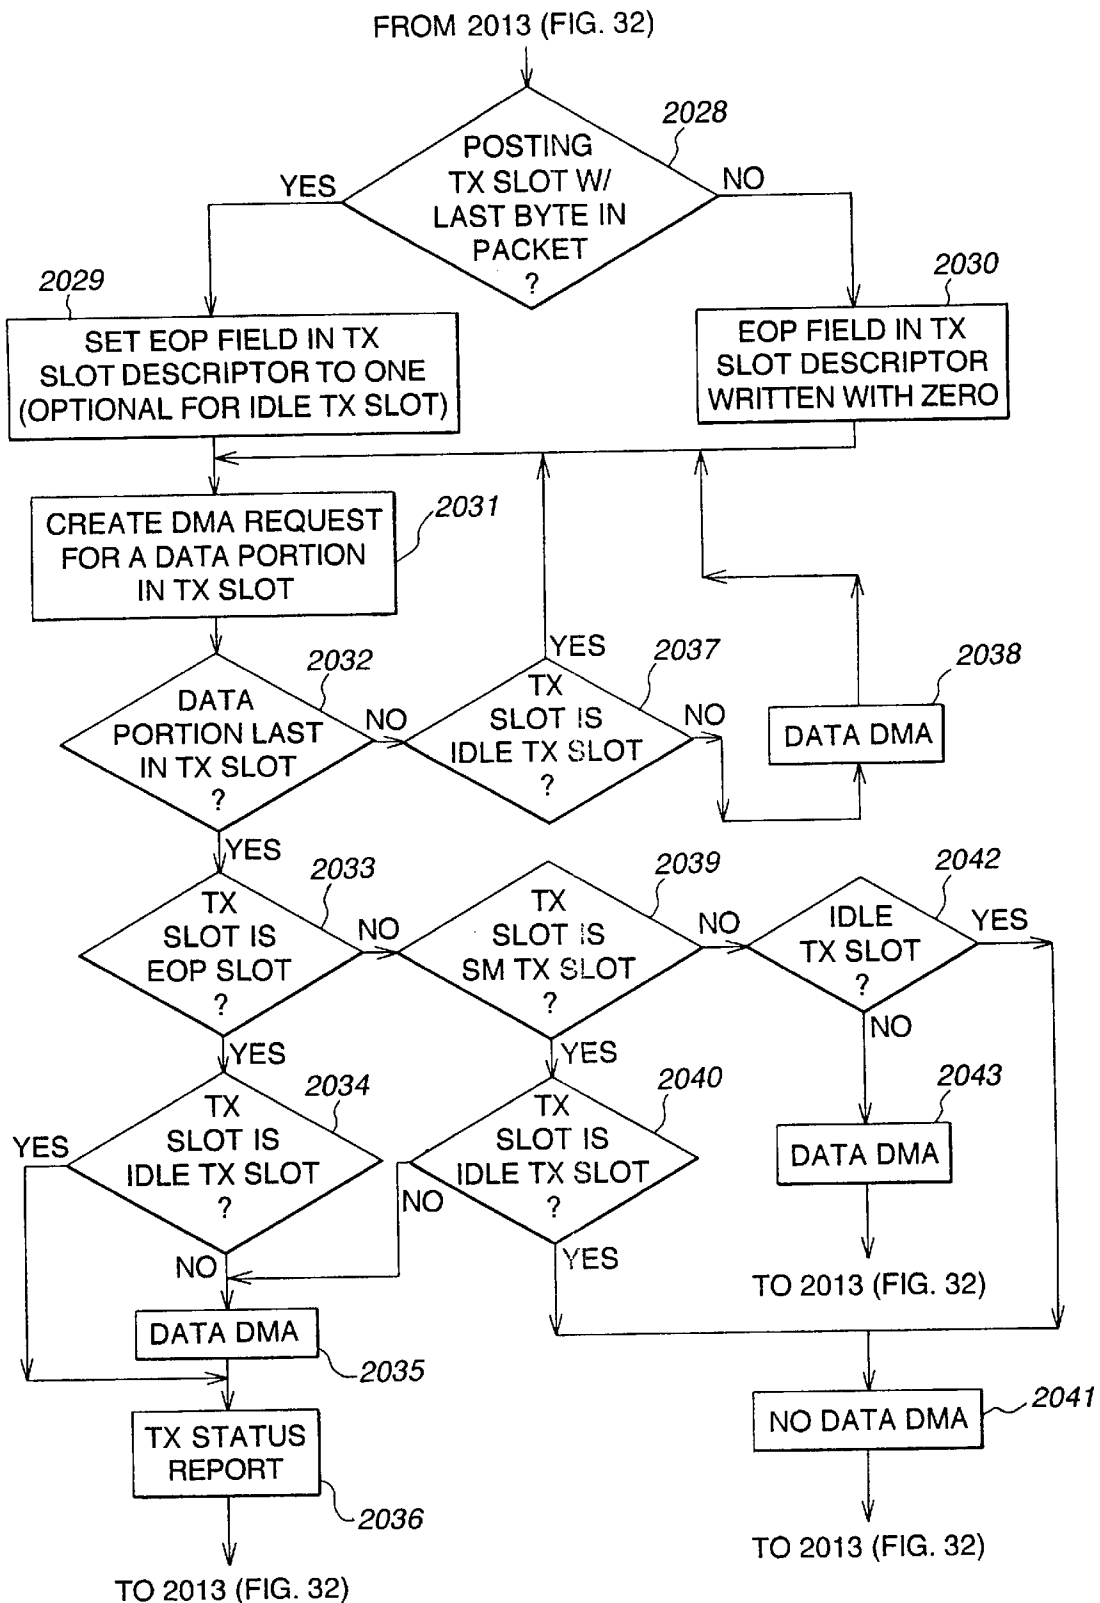 FROM 2013 (FIG. 32)
2028
POSTING
TX SLOT W/
LAST BYTE IN
PACKET
?
YES
NO
2029
SET EOP FIELD IN TX
SLOT DESCRIPTOR TO ONE
(OPTIONAL FOR IDLE TX SLOT)
2030
EOP FIELD IN TX
SLOT DESCRIPTOR
WRITTEN WITH ZERO
2031
CREATE DMA REQUEST
FOR A DATA PORTION
IN TX SLOT
2032
DATA
PORTION LAST
IN TX SLOT
?
NO
YES
2037
TX
SLOT IS
IDLE TX SLOT
?
YES
NO
2038
DATA DMA
2033
TX
SLOT IS
EOP SLOT
?
NO
YES
2039
TX
SLOT IS
SM TX SLOT
?
NO
YES
2042
IDLE
TX SLOT
?
YES
NO
2034
TX
SLOT IS
IDLE TX SLOT
?
YES
NO
2040
TX
SLOT IS
IDLE TX SLOT
?
NO
YES
2043
DATA DMA
TO 2013 (FIG. 32)
DATA DMA
2035
TX STATUS
REPORT
2036
TO 2013 (FIG. 32)
NO DATA DMA
2041
TO 2013 (FIG. 32)